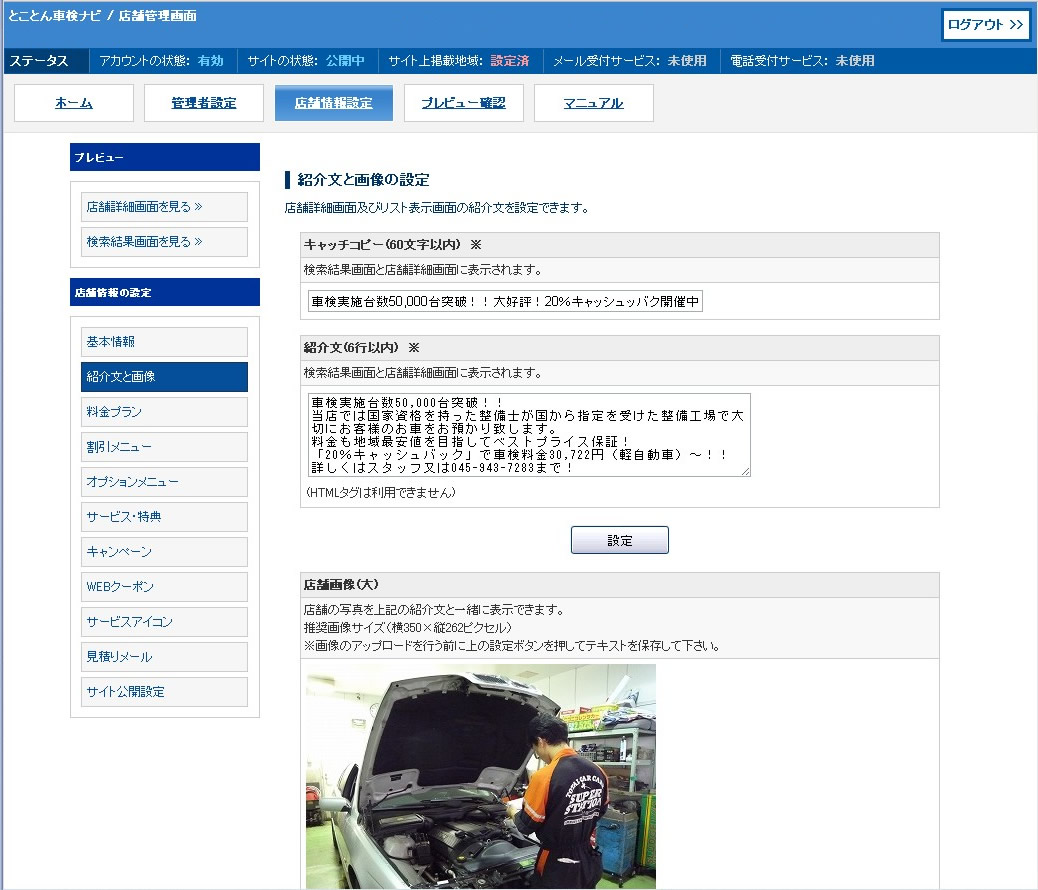 とことん車検ナビ / 店舗管理画面
ログアウト >>
ステータス アカウントの状態: 有効 サイトの状態: 公開中 サイト上掲載地域: 設定済 メール受付サービス: 未使用 電話受付サービス: 未使用
ホーム 管理者設定 店舗情報設定 プレビュー確認 マニュアル
プレビュー
店舗詳細画面を見る »
検索結果画面を見る »
店舗情報の設定
基本情報
紹介文と画像
料金プラン
割引メニュー
オプションメニュー
サービス・特典
キャンペーン
WEBクーポン
サービスアイコン
見積りメール
サイト公開設定
紹介文と画像の設定
店舗詳細画面及びリスト表示画面の紹介文を設定できます。
キャッチコピー(60文字以内) ※
検索結果画面と店舗詳細画面に表示されます。
車検実施台数50,000台突破！！大好評！20％キャッシュッバク開催中
紹介文(6行以内) ※
検索結果画面と店舗詳細画面に表示されます。
車検実施台数50,000台突破！！
当店では国家資格を持った整備士が国から指定を受けた整備工場で大
切にお客様のお車をお預かり致します。
料金も地域最安値を目指してベストプライス保証！
「20％キャッシュバック」で車検料金30,722円（軽自動車）～！！
詳しくはスタッフ又は045-943-7283まで！
(HTMLタグは利用できません)
設定
店舗画像(大)
店舗の写真を上記の紹介文と一緒に表示できます。
推奨画像サイズ(横350×縦262ピクセル)
※画像のアップロードを行う前に上の設定ボタンを押してテキストを保存して下さい。
TOTAL CAR CARE
SUPER
STATION